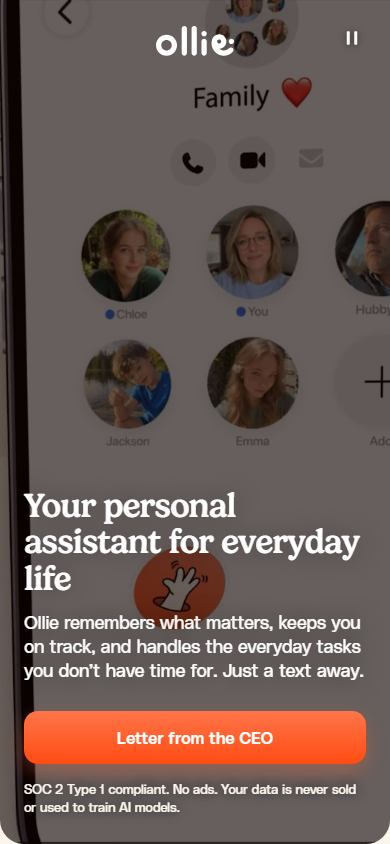 ollie
Family ❤️
Chloe
You
Hubby
Jackson
Emma
Your personal
assistant for everyday
life
Ollie remembers what matters, keeps you
on track, and handles the everyday tasks
you don't have time for. Just a text away.
Letter from the CEO
SOC 2 Type 1 compliant. No ads. Your data is never sold
or used to train AI models.